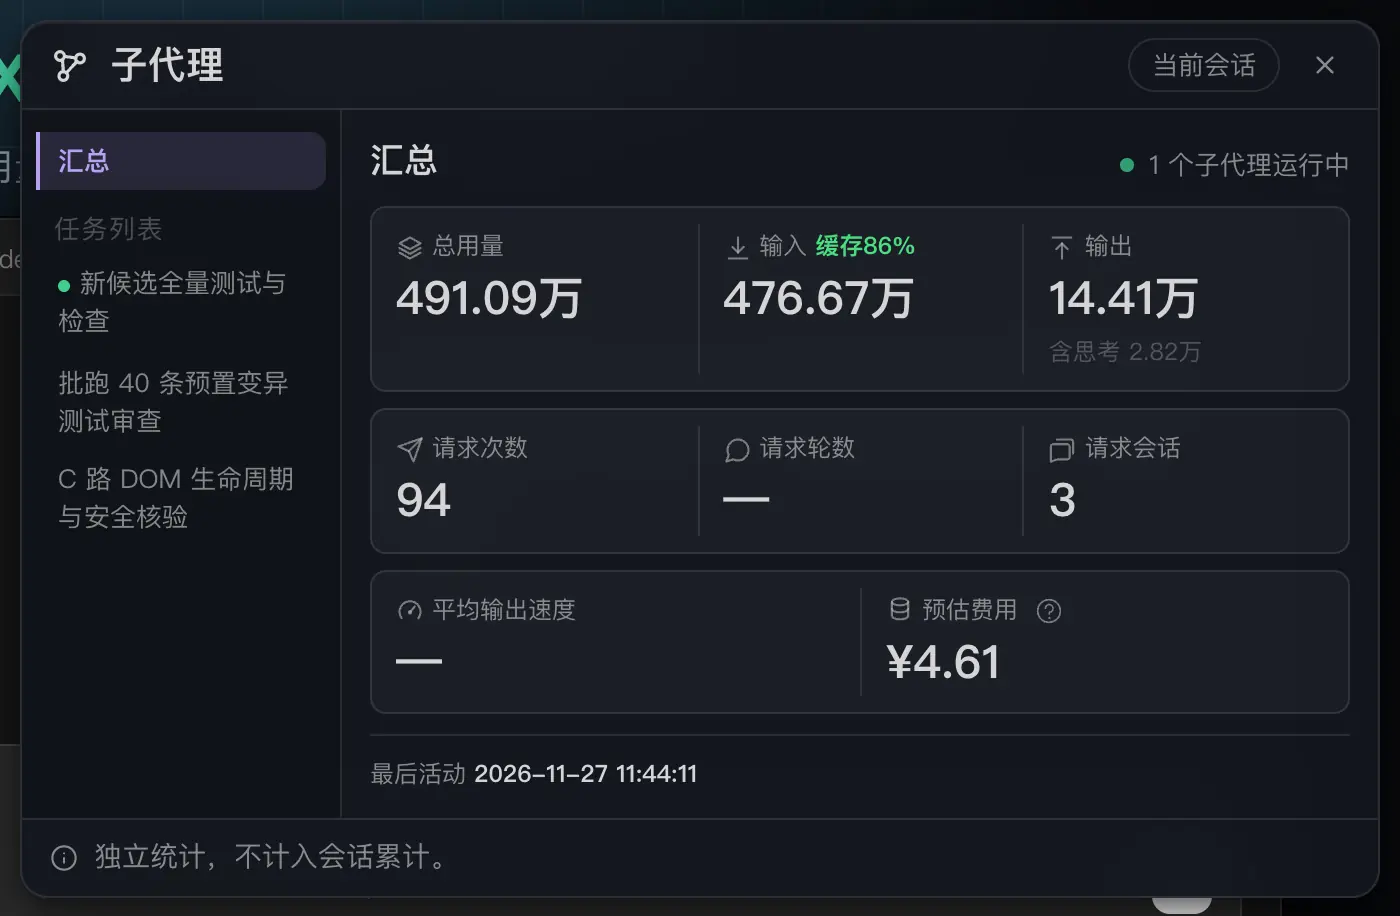 子代理
当前会话
汇总
任务列表
新候选全量测试与
检查
批跑 40 条预置变异
测试审查
C 路 DOM 生命周期
与安全核验
汇总
1 个子代理运行中
总用量
491.09万
输入 缓存86%
476.67万
输出
14.41万
含思考 2.82万
请求次数
94
请求轮数
—
请求会话
3
平均输出速度
—
预估费用 ?
¥4.61
最后活动 2026-11-27 11:44:11
独立统计，不计入会话累计。